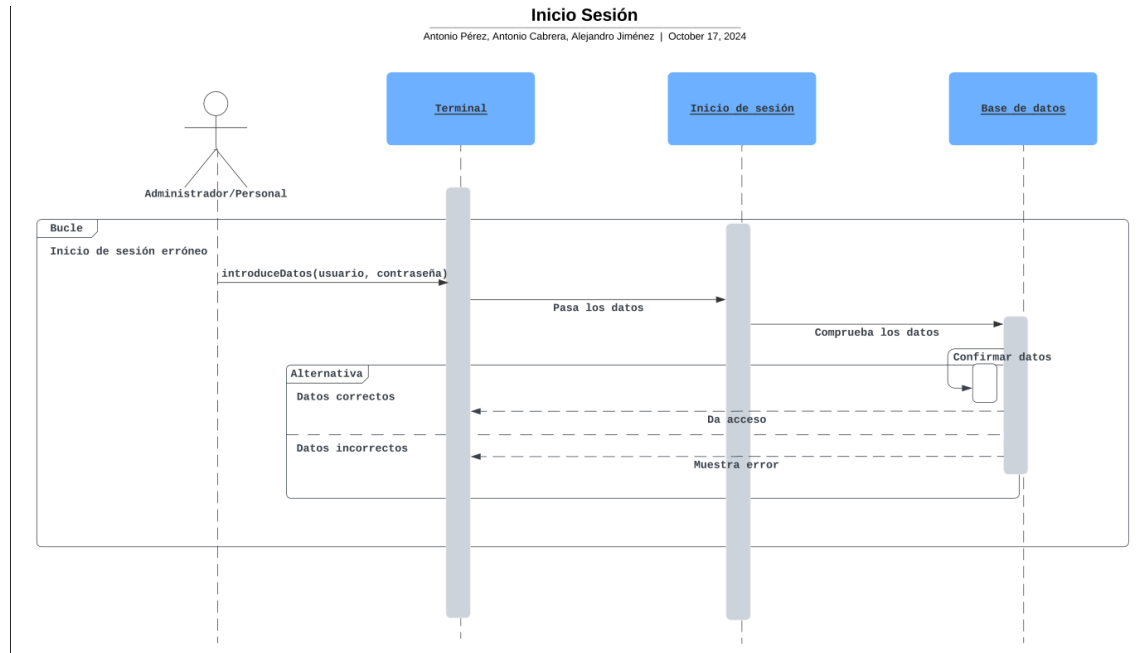 Inicio Sesión
Antonio Pérez, Antonio Cabrera, Alejandro Jiménez | October 17, 2024
Terminal
Inicio de sesión
Base de datos
Administrador/Personal
Bucle
Inicio de sesión erróneo
introduceDatos(usuario, contraseña)
Pasa los datos
Comprueba los datos
Confirmar datos
Alternativa
Datos correctos
Da acceso
Datos incorrectos
Muestra error